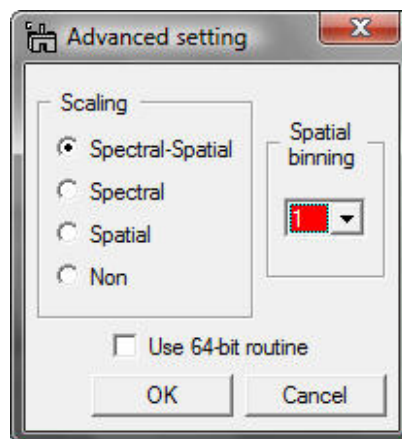 Advanced setting
Scaling
Spectral-Spatial
Spectral
Spatial
Non
Spatial
binning
1
Use 64-bit routine
OK
Cancel